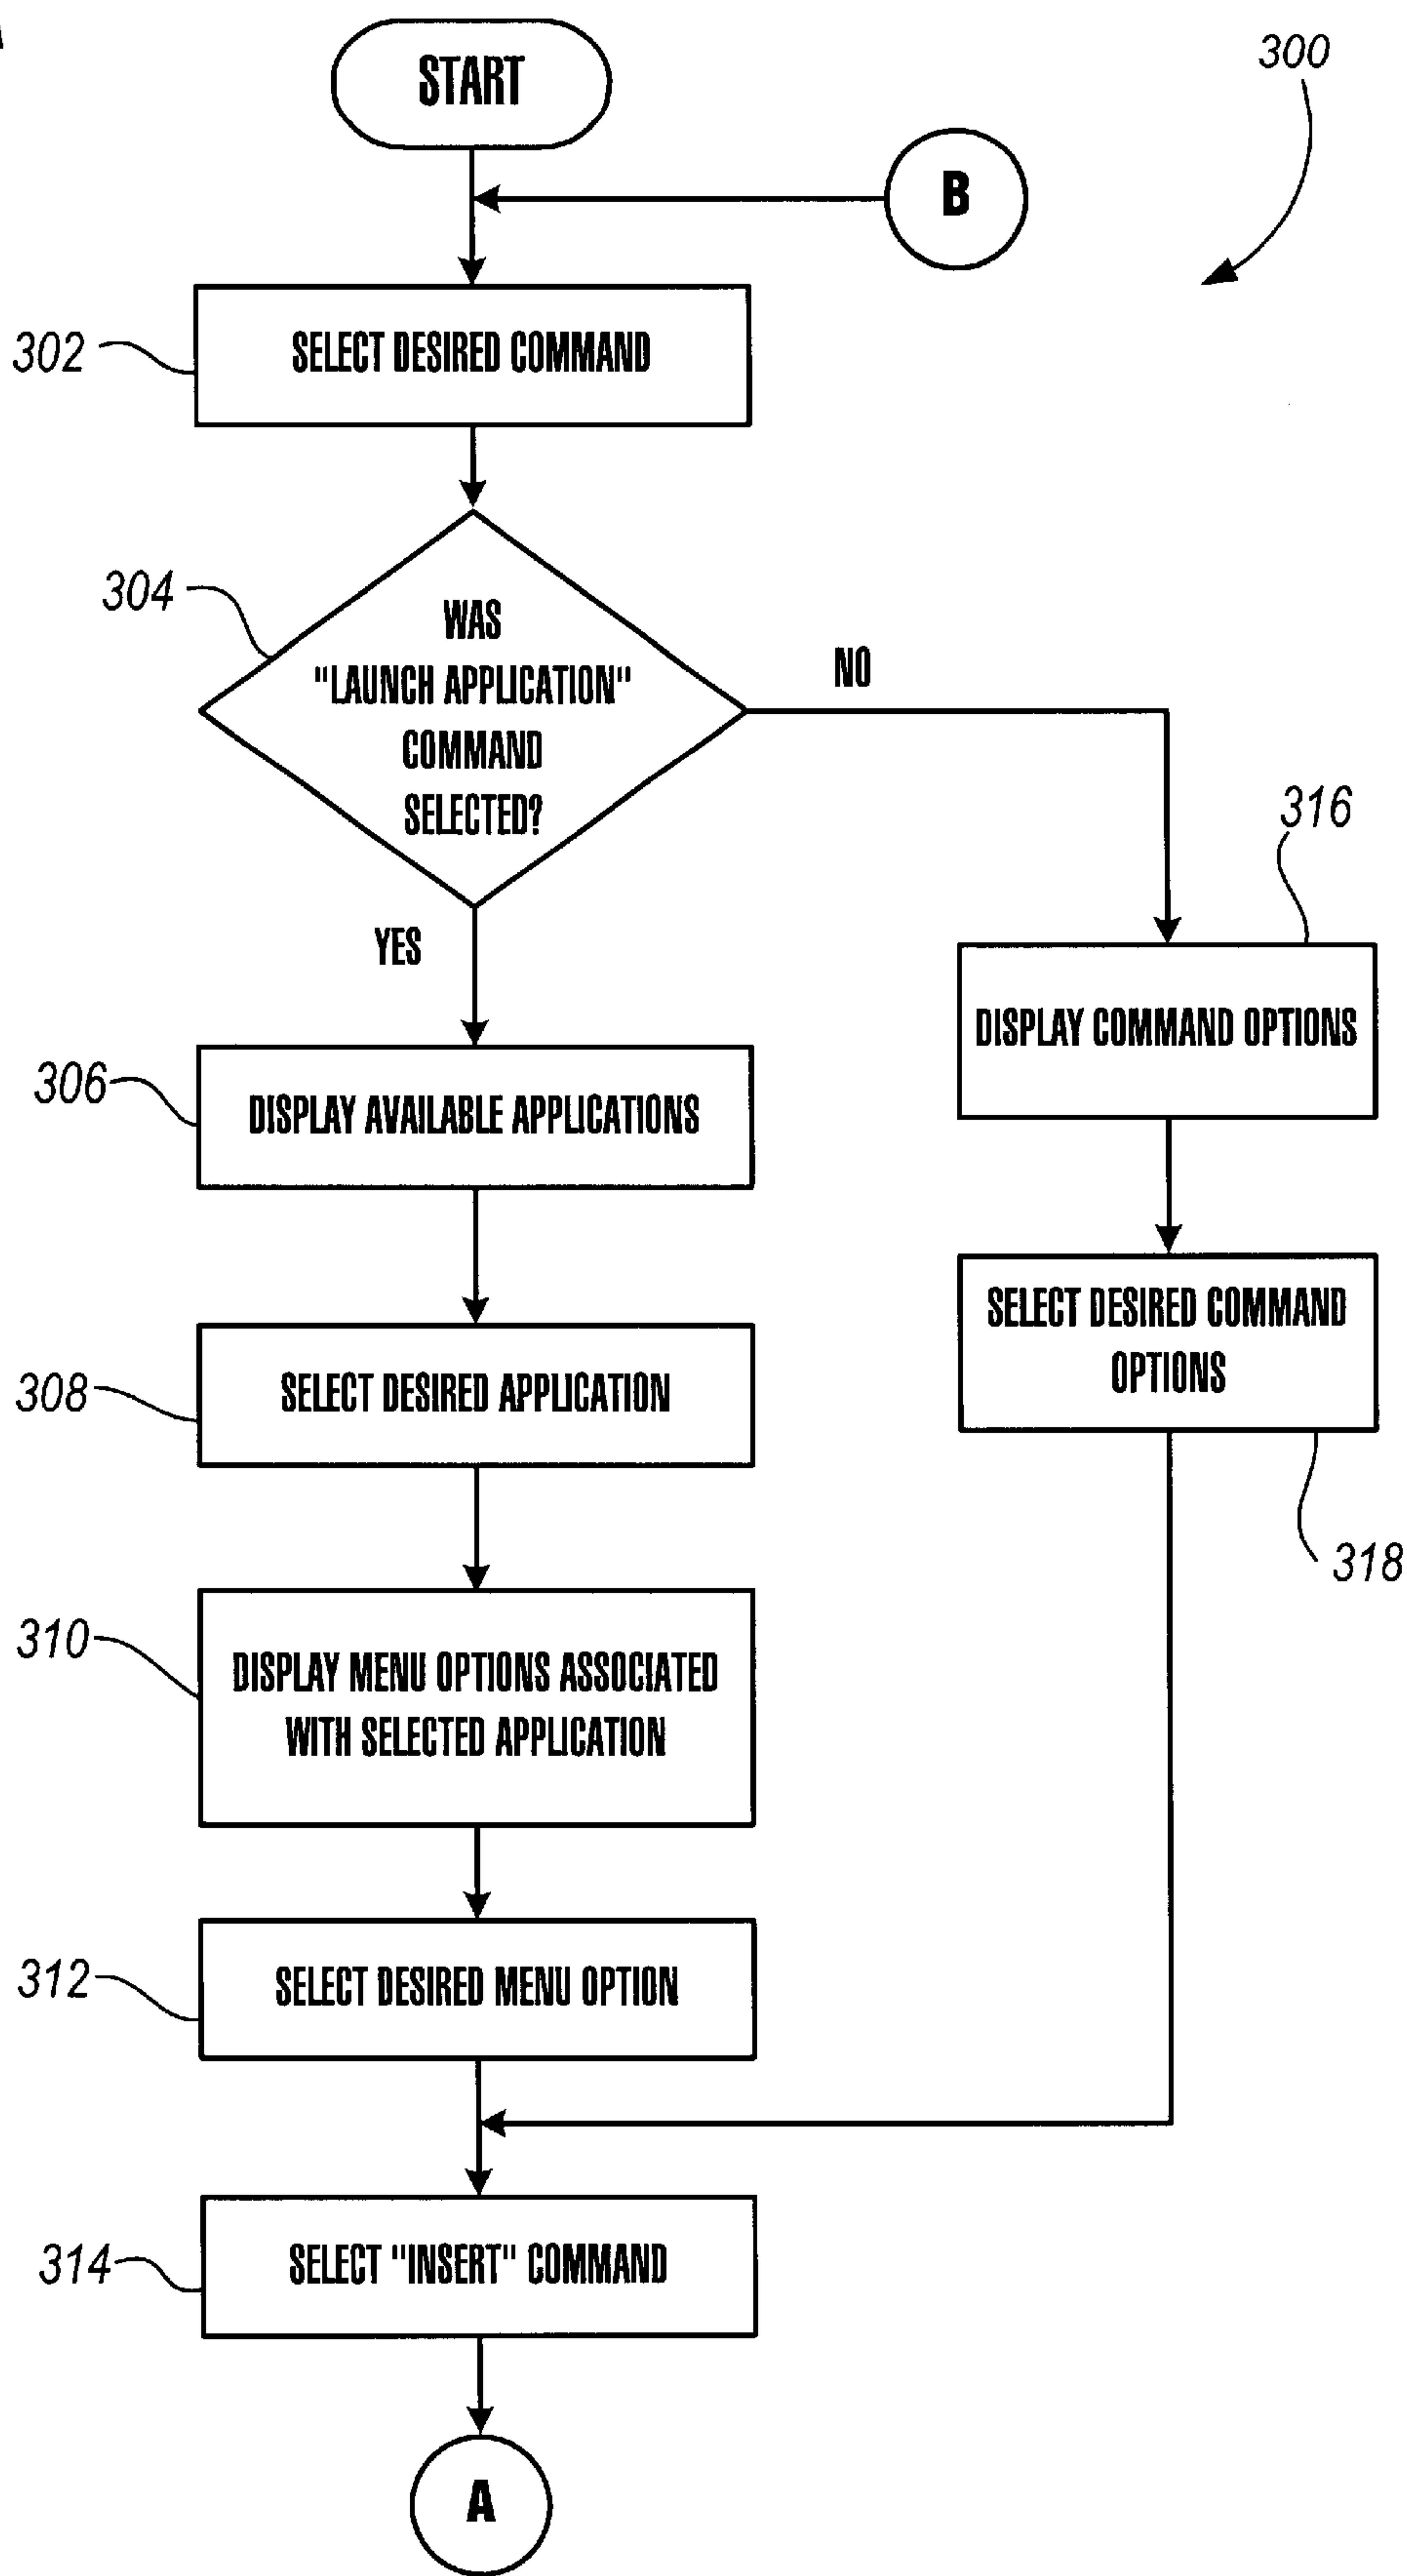 START
300
B
302
SELECT DESIRED COMMAND
304
WAS
"LAUNCH APPLICATION"
COMMAND
SELECTED?
NO
YES
316
DISPLAY COMMAND OPTIONS
306
DISPLAY AVAILABLE APPLICATIONS
SELECT DESIRED COMMAND
OPTIONS
318
308
SELECT DESIRED APPLICATION
310
DISPLAY MENU OPTIONS ASSOCIATED
WITH SELECTED APPLICATION
312
SELECT DESIRED MENU OPTION
314
SELECT "INSERT" COMMAND
A